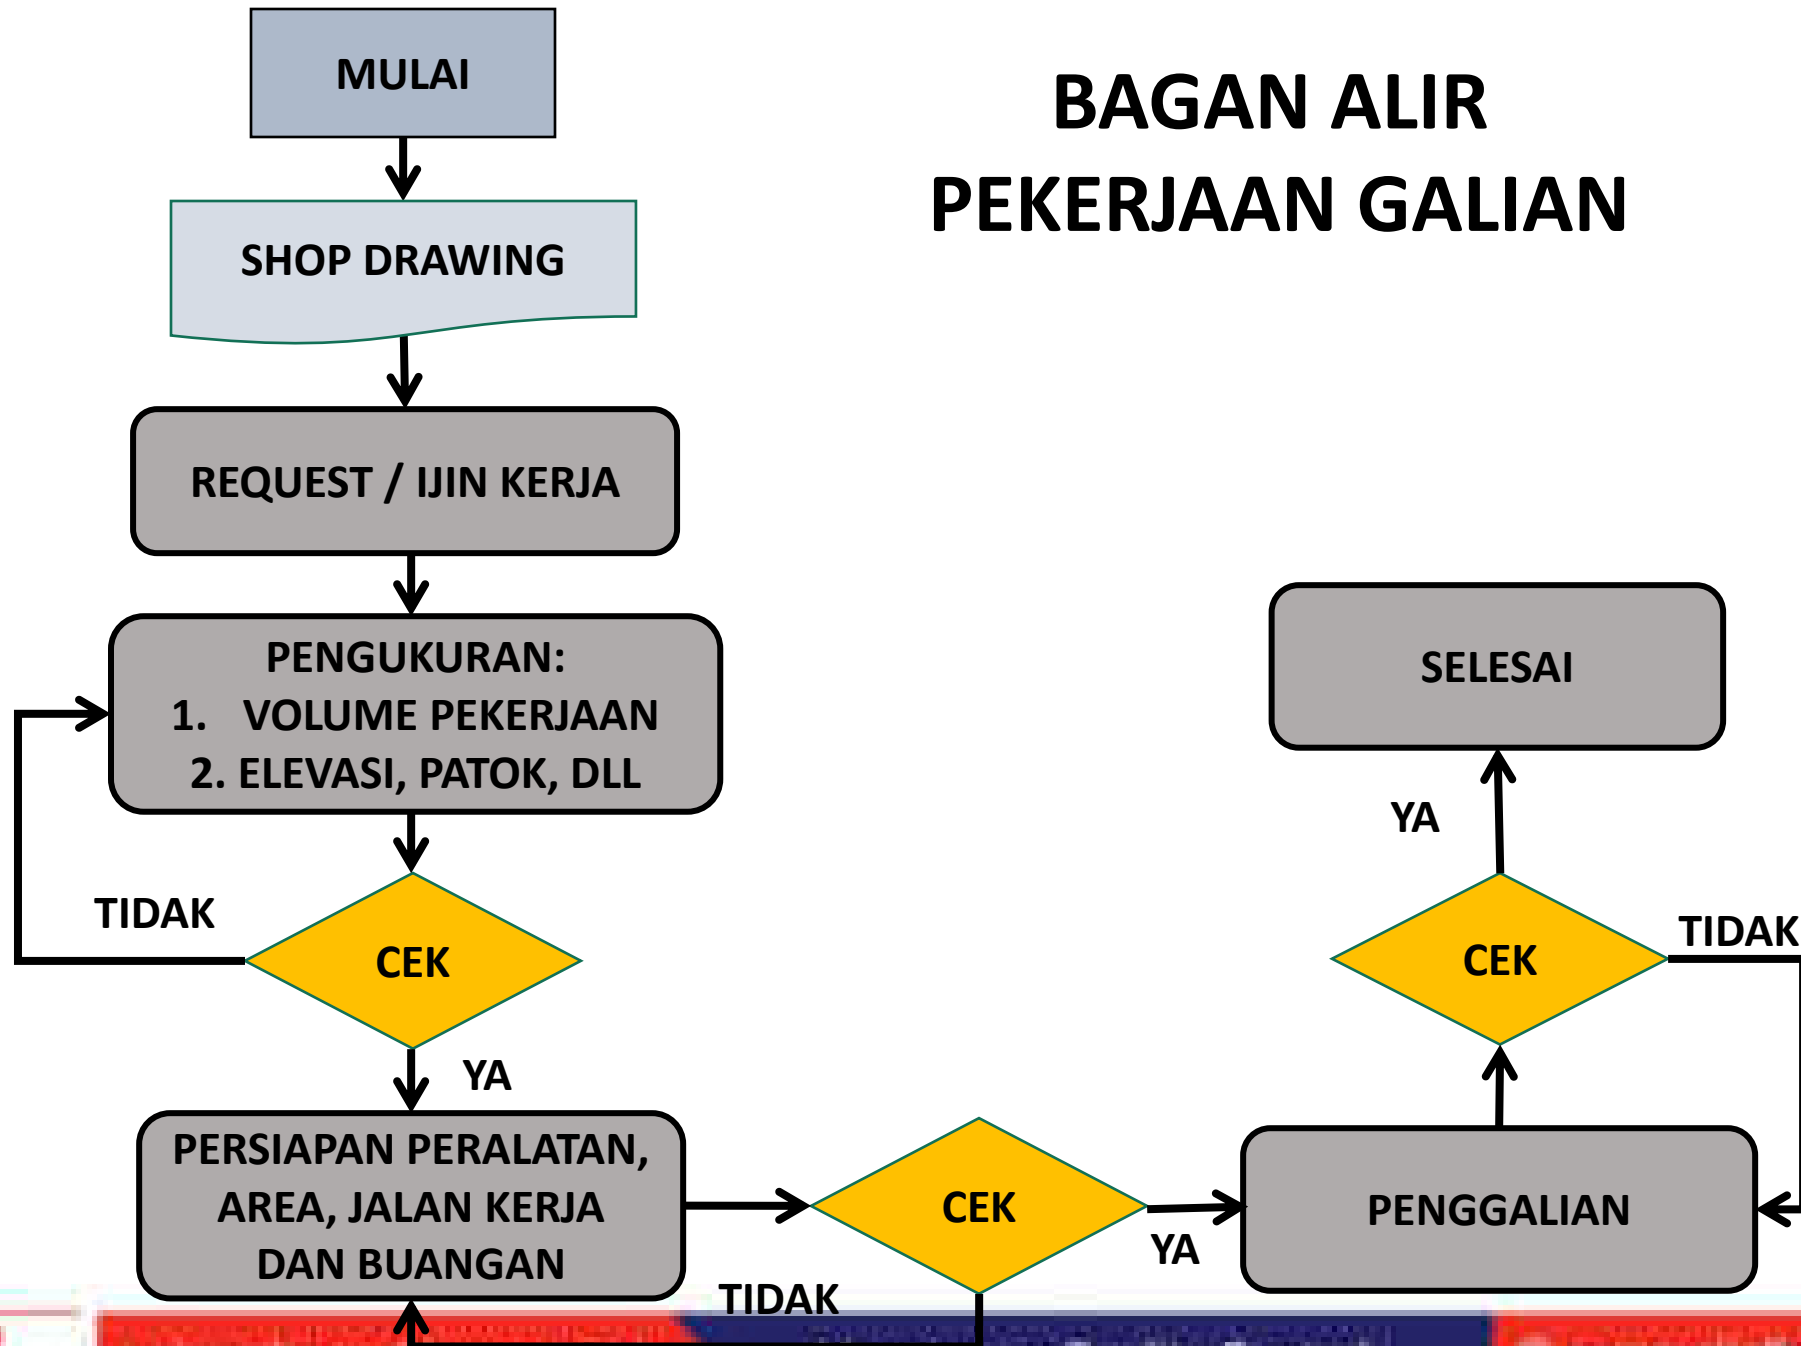 BAGAN ALIR
PEKERJAAN GALIAN
MULAI
SHOP DRAWING
REQUEST / IJIN KERJA
PENGUKURAN:
1. VOLUME PEKERJAAN
2. ELEVASI, PATOK, DLL
TIDAK
CEK
YA
PERSIAPAN PERALATAN,
AREA, JALAN KERJA
DAN BUANGAN
CEK
TIDAK
YA
PENGGALIAN
CEK
TIDAK
YA
SELESAI